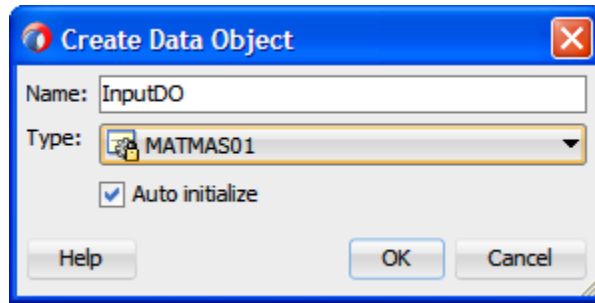 Create Data Object
Name: InputDO
Type: MATMAS01
Auto initialize
Help OK Cancel